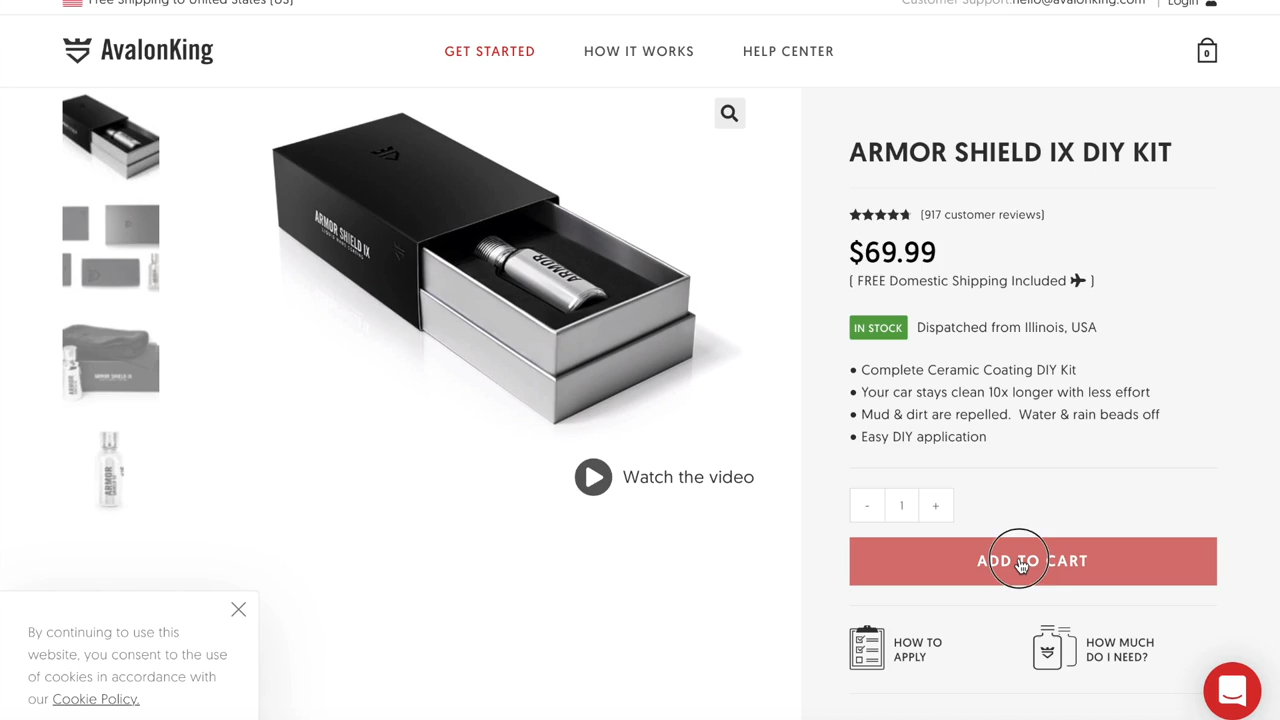 Free Shipping to United States (US)
Customer Support:hello@avalonking.com | Login
AvalonKing
GET STARTED
HOW IT WORKS
HELP CENTER
0
ARMOR SHIELD IX
ARMOR
ARMOR
Watch the video
ARMOR SHIELD IX DIY KIT
(917 customer reviews)
$69.99
( FREE Domestic Shipping Included )
IN STOCK Dispatched from Illinois, USA
• Complete Ceramic Coating DIY Kit
• Your car stays clean 10x longer with less effort
• Mud & dirt are repelled. Water & rain beads off
• Easy DIY application
- 1 +
ADD TO CART
HOW TO
APPLY
HOW MUCH
DO I NEED?
By continuing to use this
website, you consent to the use
of cookies in accordance with
our Cookie Policy.